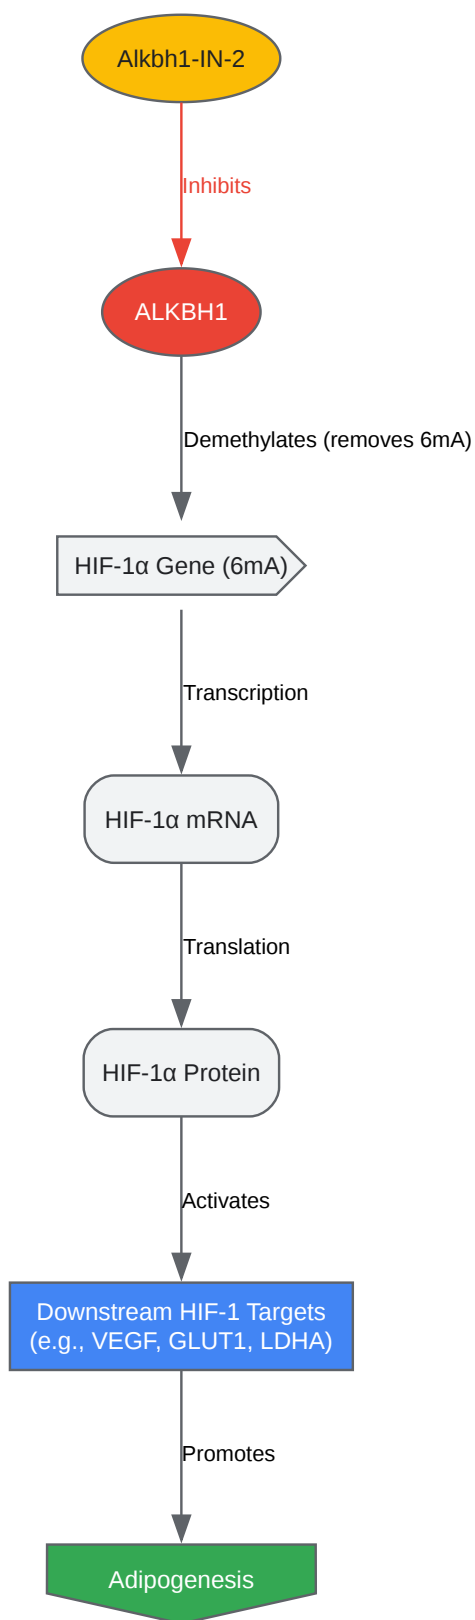 Alkbh1-IN-2
Inhibits
ALKBH1
Demethylates (removes 6mA)
HIF-1α Gene (6mA)
Transcription
HIF-1α mRNA
Translation
HIF-1α Protein
Activates
Downstream HIF-1 Targets
(e.g., VEGF, GLUT1, LDHA)
Promotes
Adipogenesis